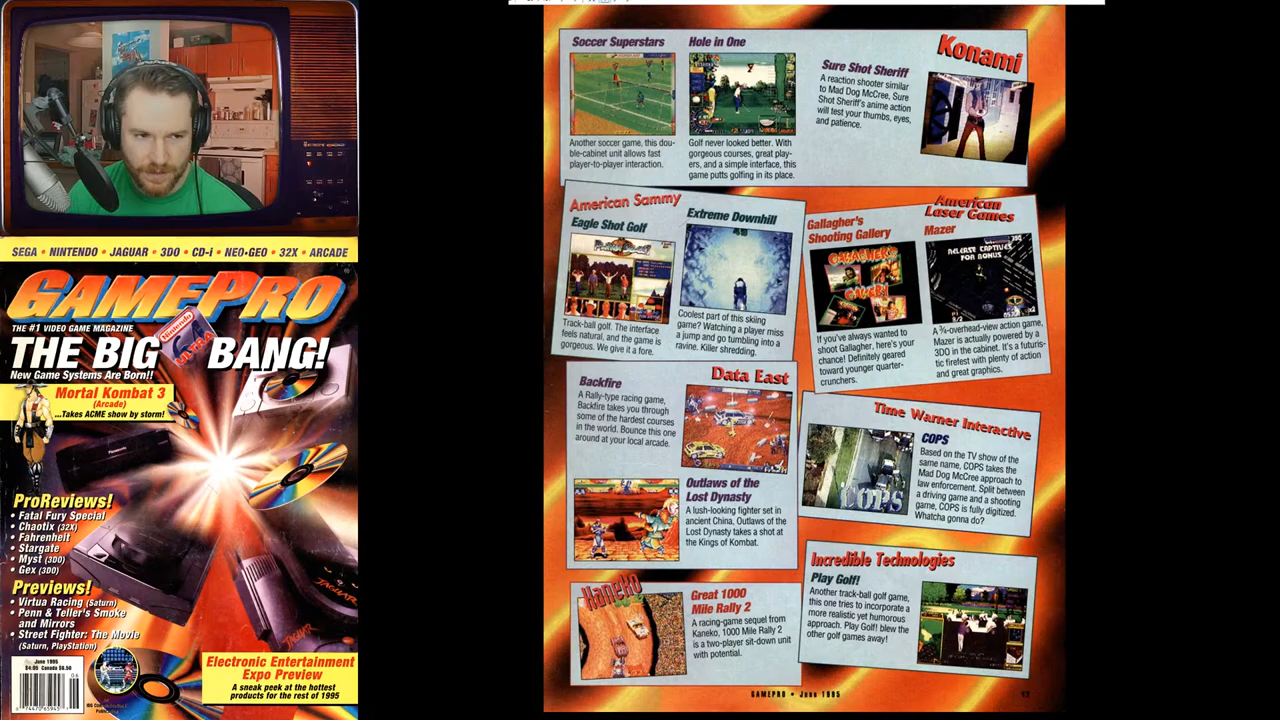 SEGA • NINTENDO • JAGUAR • 3DO • CD-i • NEO•GEO • 32X • ARCADE
GAMEPRO
THE #1 VIDEO GAME MAGAZINE
Nintendo
ULTRA
THE BIG BANG!
New Game Systems Are Born!!
Mortal Kombat 3
(Arcade)
...Takes ACME show by storm!
ProReviews!
• Fatal Fury Special
• Chaotix (32X)
• Fahrenheit
• Stargate
• Myst (3DO)
• Gex (3DO)
Previews!
• Virtua Racing (Saturn)
• Penn & Teller's Smoke
and Mirrors
• Street Fighter: The Movie
(Saturn, PlayStation)
JAGUAR
June 1995
$4.95 Canada $6.50
Electronic Entertainment
Expo Preview
A sneak peek at the hottest
products for the rest of 1995
Soccer Superstars
Another soccer game, this dou-
ble-cabinet unit allows fast
player-to-player interaction.
Hole in One
Golf never looked better. With
gorgeous courses, great play-
ers, and a simple interface, this
game puts golfing in its place.
Konami
Sure Shot Sheriff
A reaction shooter similar
to Mad Dog McCree, Sure
Shot Sheriff's anime action
will test your thumbs, eyes,
and patience.
American Sammy
Eagle Shot Golf
Track-ball golf. The interface
feels natural, and the game is
gorgeous. We give it a fore.
Extreme Downhill
Coolest part of this skiing
game? Watching a player miss
a jump and go tumbling into a
ravine. Killer shredding.
American
Laser Games
Gallagher's
Shooting Gallery
GALLAGHER'S
GALLERY
If you've always wanted to
shoot Gallagher, here's your
chance! Definitely geared
toward younger quarter-
crunchers.
Mazer
RELEASE CAPTIVES
FOR BONUS
A ¾-overhead-view action game,
Mazer is actually powered by a
3DO in the cabinet. It's a futuris-
tic firefest with plenty of action
and great graphics.
Data East
Backfire
A Rally-type racing game,
Backfire takes you through
some of the hardest courses
in the world. Bounce this one
around at your local arcade.
Outlaws of the
Lost Dynasty
A lush-looking fighter set in
ancient China, Outlaws of the
Lost Dynasty takes a shot at
the Kings of Kombat.
Time Warner Interactive
COPS
COPS
Based on the TV show of the
same name, COPS takes the
Mad Dog McCree approach to
law enforcement. Split between
a driving game and a shooting
game, COPS is fully digitized.
Whatcha gonna do?
Kaneko
Great 1000
Mile Rally 2
A racing-game sequel from
Kaneko, 1000 Mile Rally 2
is a two-player sit-down unit
with potential.
Incredible Technologies
Play Golf!
Another track-ball golf game,
this one tries to incorporate a
more realistic yet humorous
approach. Play Golf! blew the
other golf games away!
GAMEPRO • June 1995